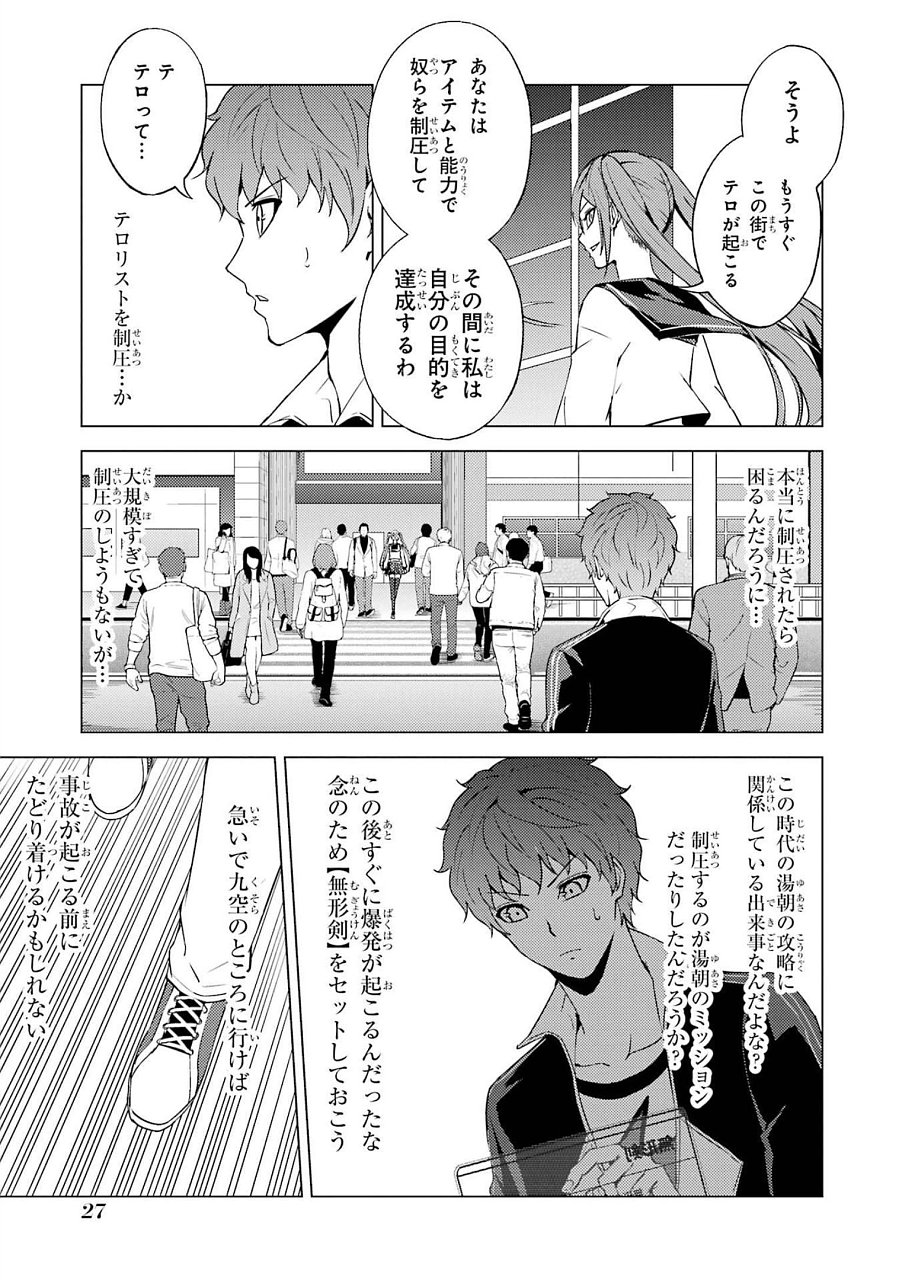 そうよ
もうすぐ
この街で
テロが起こる
あなたは
アイテムと能力で
奴らを制圧して
その間に私は
自分の目的を
達成するわ
テ
テロって…
テロリストを制圧…か
本当に制圧されたら
困るんだろうに…
大規模すぎて
制圧のしようもないが…
この時代の湯朝の攻略に
関係している出来事なんだよな？
制圧するのが湯朝のミッション
だったりしたんだろうか？
この後すぐに爆発が起こるんだったな
念のため【無形剣】をセットしておこう
急いで九空のところに行けば
事故が起こる前に
たどり着けるかもしれない
27